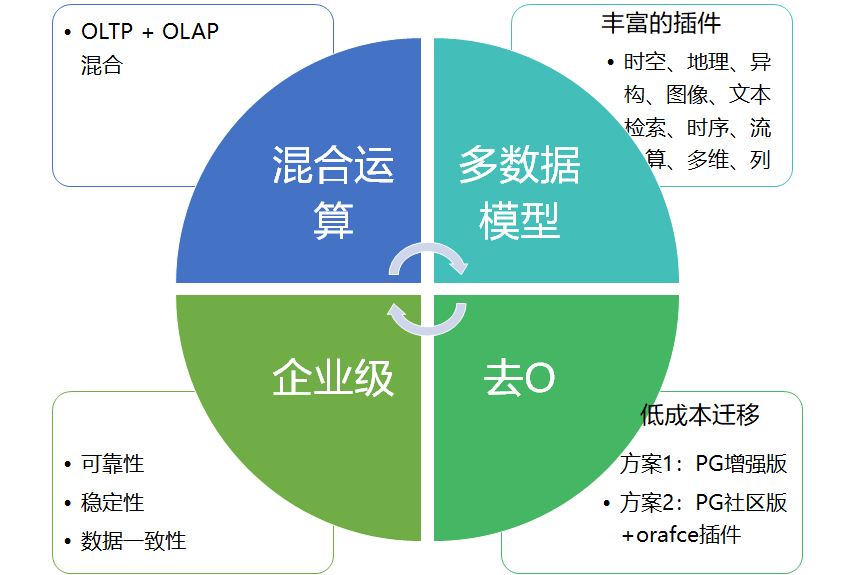 • OLTP + OLAP
混合
丰富的插件
• 时空、地理、异
构、图像、文本
检索、时序、流
算、多维、列
混合运
算
多数据
模型
企业级
去O
• 可靠性
• 稳定性
• 数据一致性
低成本迁移
方案1：PG增强版
• 方案2：PG社区版
+orafce插件